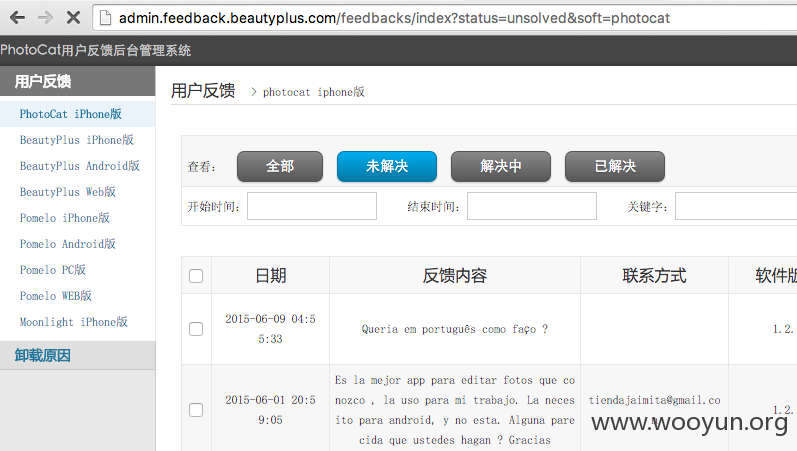 admin.feedback.beautyplus.com/feedbacks/index?status=unsolved&soft=photocat
PhotoCat用户反馈后台管理系统
用户反馈
PhotoCat iPhone版
BeautyPlus iPhone版
BeautyPlus Android版
BeautyPlus Web版
Pomelo iPhone版
Pomelo Android版
Pomelo PC版
Pomelo WEB版
Moonlight iPhone版
卸载原因
用户反馈 > photocat iphone版
查看： 全部 未解决 解决中 已解决
开始时间： 结束时间： 关键字：
日期 反馈内容 联系方式 软件版
2015-06-09 04:5
5:33
Queria em português como faço ?
1.2.
2015-06-01 20:5
9:05
Es la mejor app para editar fotos que co
nozco , la uso para mi trabajo. La neces
ito para android, y no esta. Alguna pare
cida que ustedes hagan ? Gracias
tiendajaimita@gmail.co
1.2.
www.wooyun.org